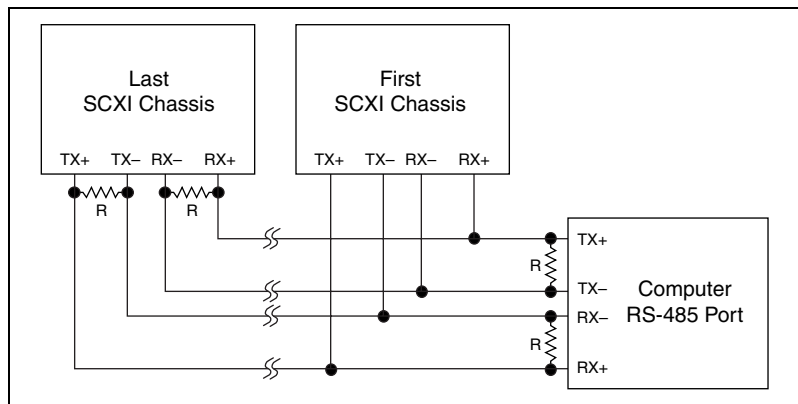 Last
SCXI Chassis
TX+ TX– RX– RX+
R R
First
SCXI Chassis
TX+ TX– RX– RX+
TX+
R
TX–
RX–
R
RX+
Computer
RS-485 Port